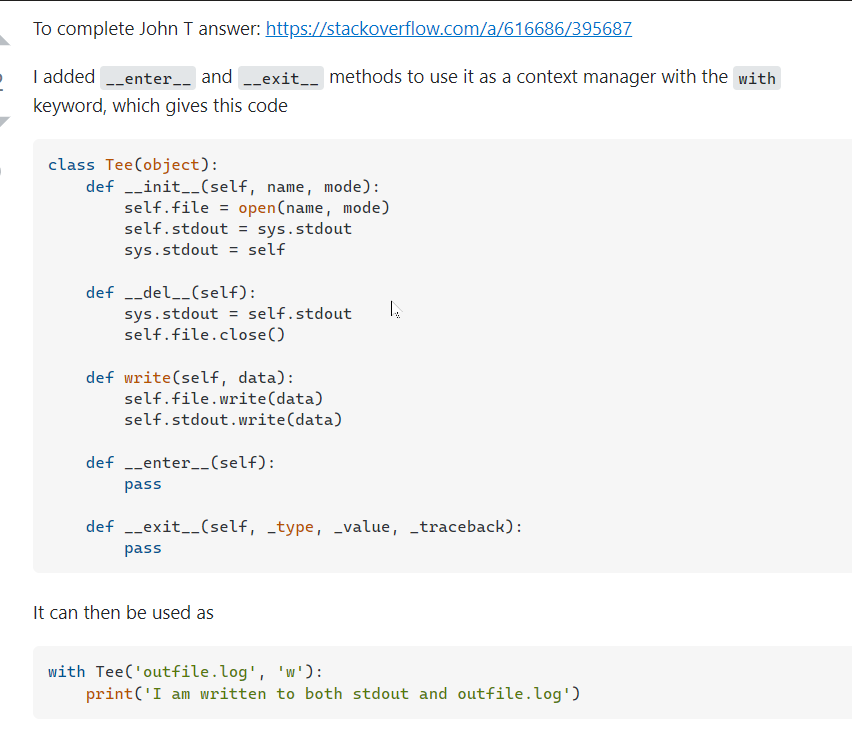 To complete John T answer: https://stackoverflow.com/a/616686/395687
I added __enter__ and __exit__ methods to use it as a context manager with the with
keyword, which gives this code
class Tee(object):
    def __init__(self, name, mode):
        self.file = open(name, mode)
        self.stdout = sys.stdout
        sys.stdout = self
    def __del__(self):
        sys.stdout = self.stdout
        self.file.close()
    def write(self, data):
        self.file.write(data)
        self.stdout.write(data)
    def __enter__(self):
        pass
    def __exit__(self, _type, _value, _traceback):
        pass
It can then be used as
with Tee('outfile.log', 'w'):
    print('I am written to both stdout and outfile.log')